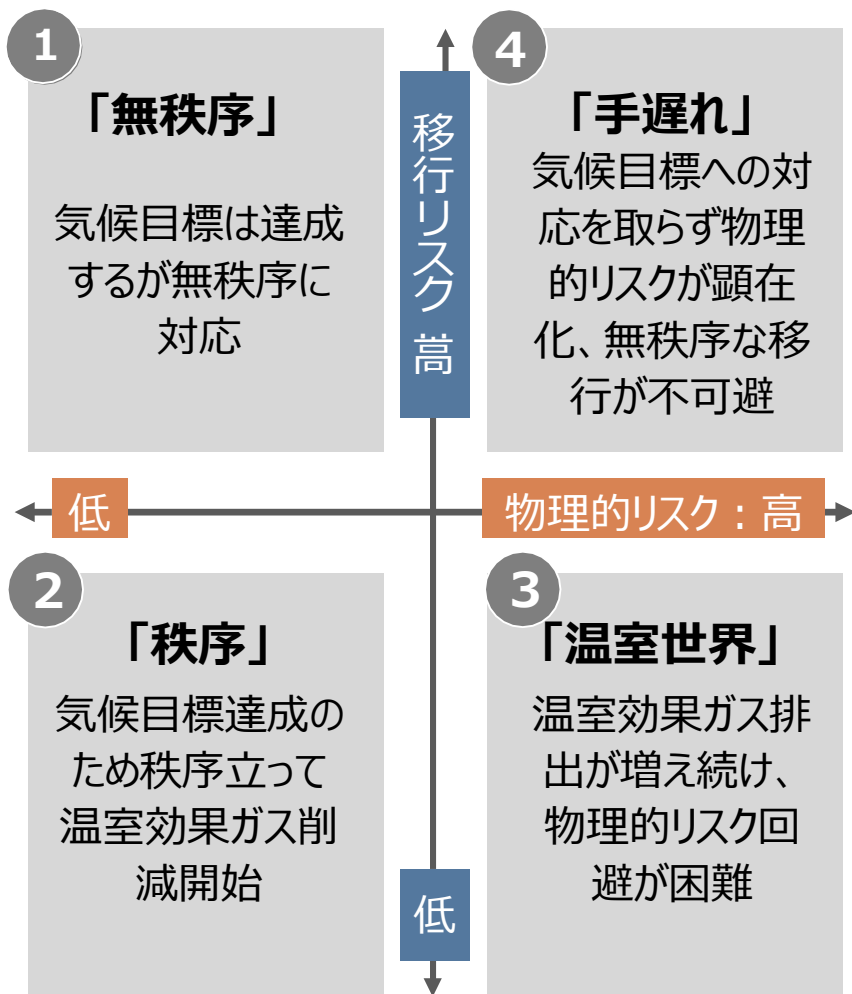 1
「無秩序」
気候目標は達成
するが無秩序に
対応
移行リスク 高
4
「手遅れ」
気候目標への対
応を取らず物理
的リスクが顕在
化、無秩序な移
行が不可避
低
物理的リスク：高
2
「秩序」
気候目標達成の
ため秩序立って
温室効果ガス削
減開始
低
3
「温室世界」
温室効果ガス排
出が増え続け、
物理的リスク回
避が困難